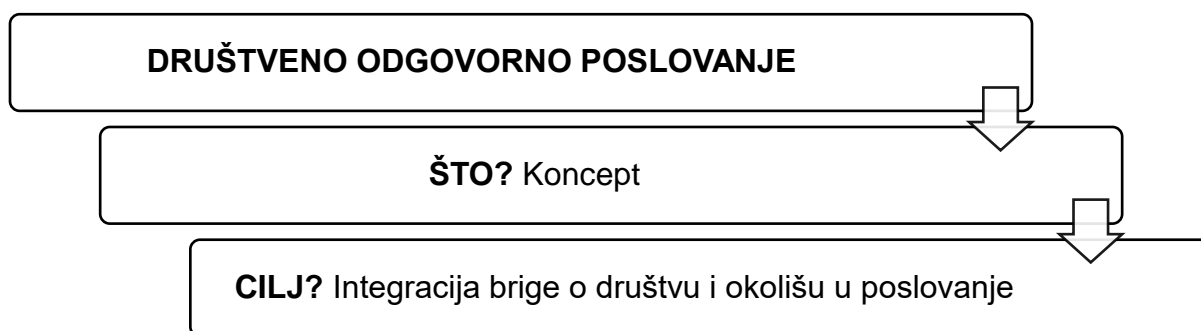 DRUŠTVENO ODGOVORNO POSLOVANJE
ŠTO? Koncept
CILJ? Integracija brige o društvu i okolišu u poslovanje